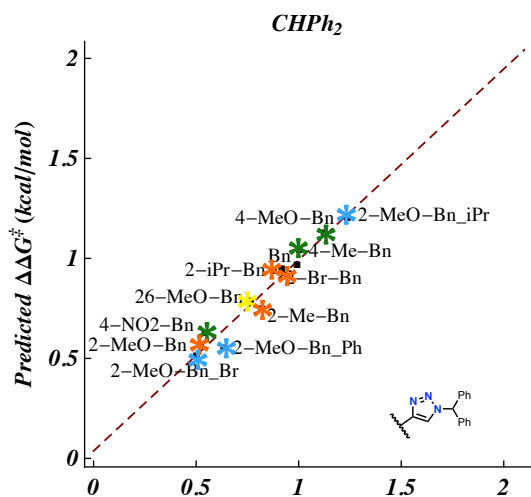 CHPh₂
2
1.5
1
0.5
0
Predicted ΔΔG‡ (kcal/mol)
4−MeO−Bn
2−MeO−Bn_iPr
Bn
4−Me−Bn
2−iPr−Bn
2−Br−Bn
26−MeO−Bn
2−Me−Bn
4−NO2−Bn
2−MeO−Bn
2−MeO−Bn_Ph
2−MeO−Bn_Br
N
N
N
Ph
Ph
0
0.5
1
1.5
2